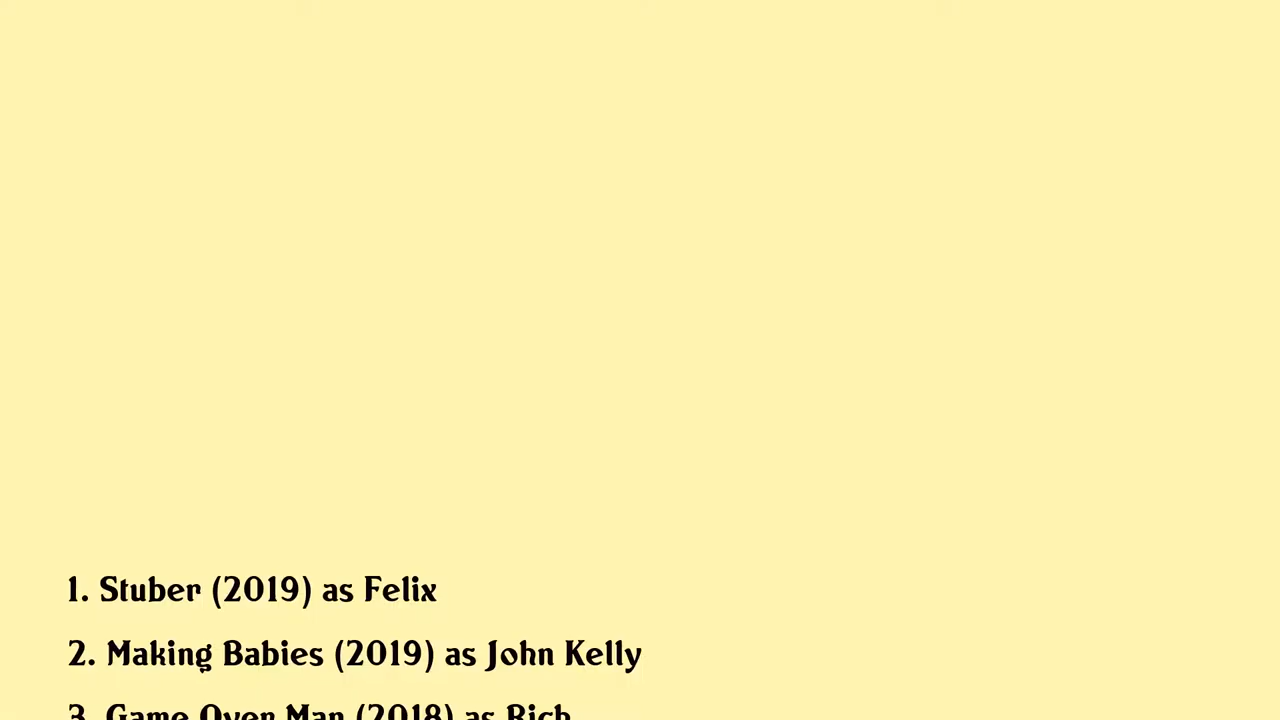 1. Stuber (2019) as Felix
2. Making Babies (2019) as John Kelly
3. Game Over Man (2018) as Rich